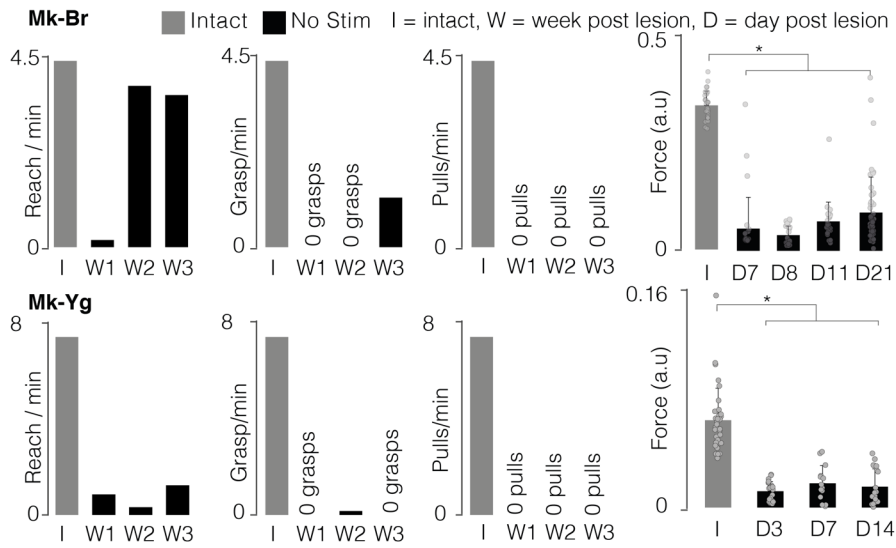 Mk-Br
Intact No Stim I = intact, W = week post lesion, D = day post lesion
4.5
Reach / min
0
I W1 W2 W3
4.5
Grasp/min
0
0 grasps
0 grasps
I W1 W2 W3
4.5
Pulls/min
0
0 pulls
0 pulls
0 pulls
I W1 W2 W3
0.5
Force (a.u)
0
*
I D7 D8 D11 D21
Mk-Yg
8
Reach / min
0
I W1 W2 W3
8
Grasp/min
0
0 grasps
0 grasps
I W1 W2 W3
8
Pulls/min
0
0 pulls
0 pulls
0 pulls
I W1 W2 W3
0.16
Force (a.u)
0
*
I D3 D7 D14